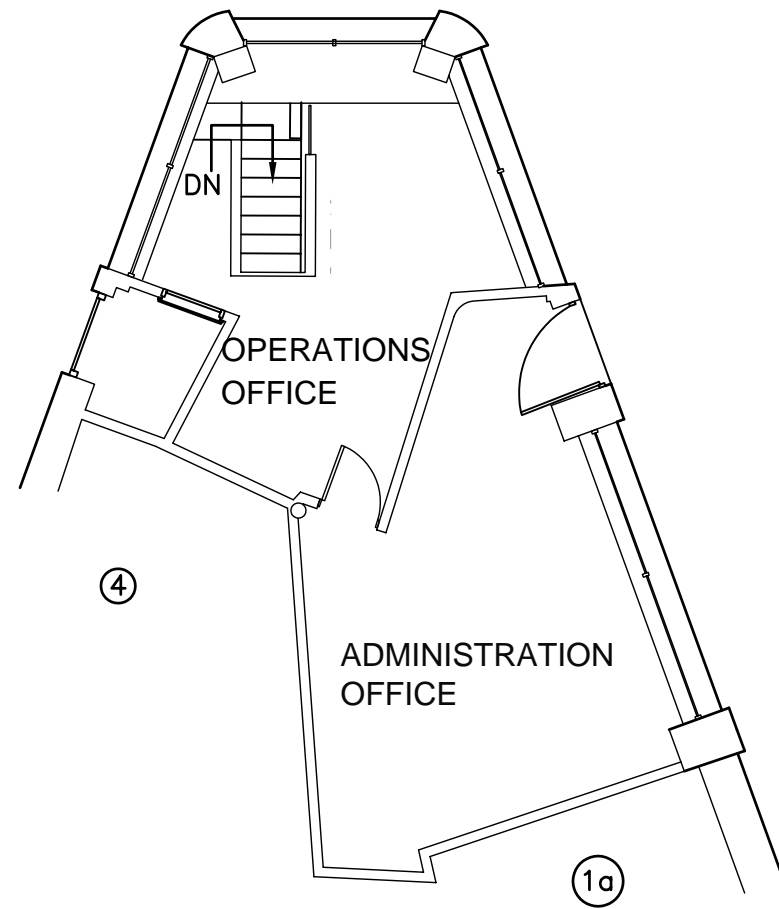 DN
OPERATIONS
OFFICE
4
ADMINISTRATION
OFFICE
1a